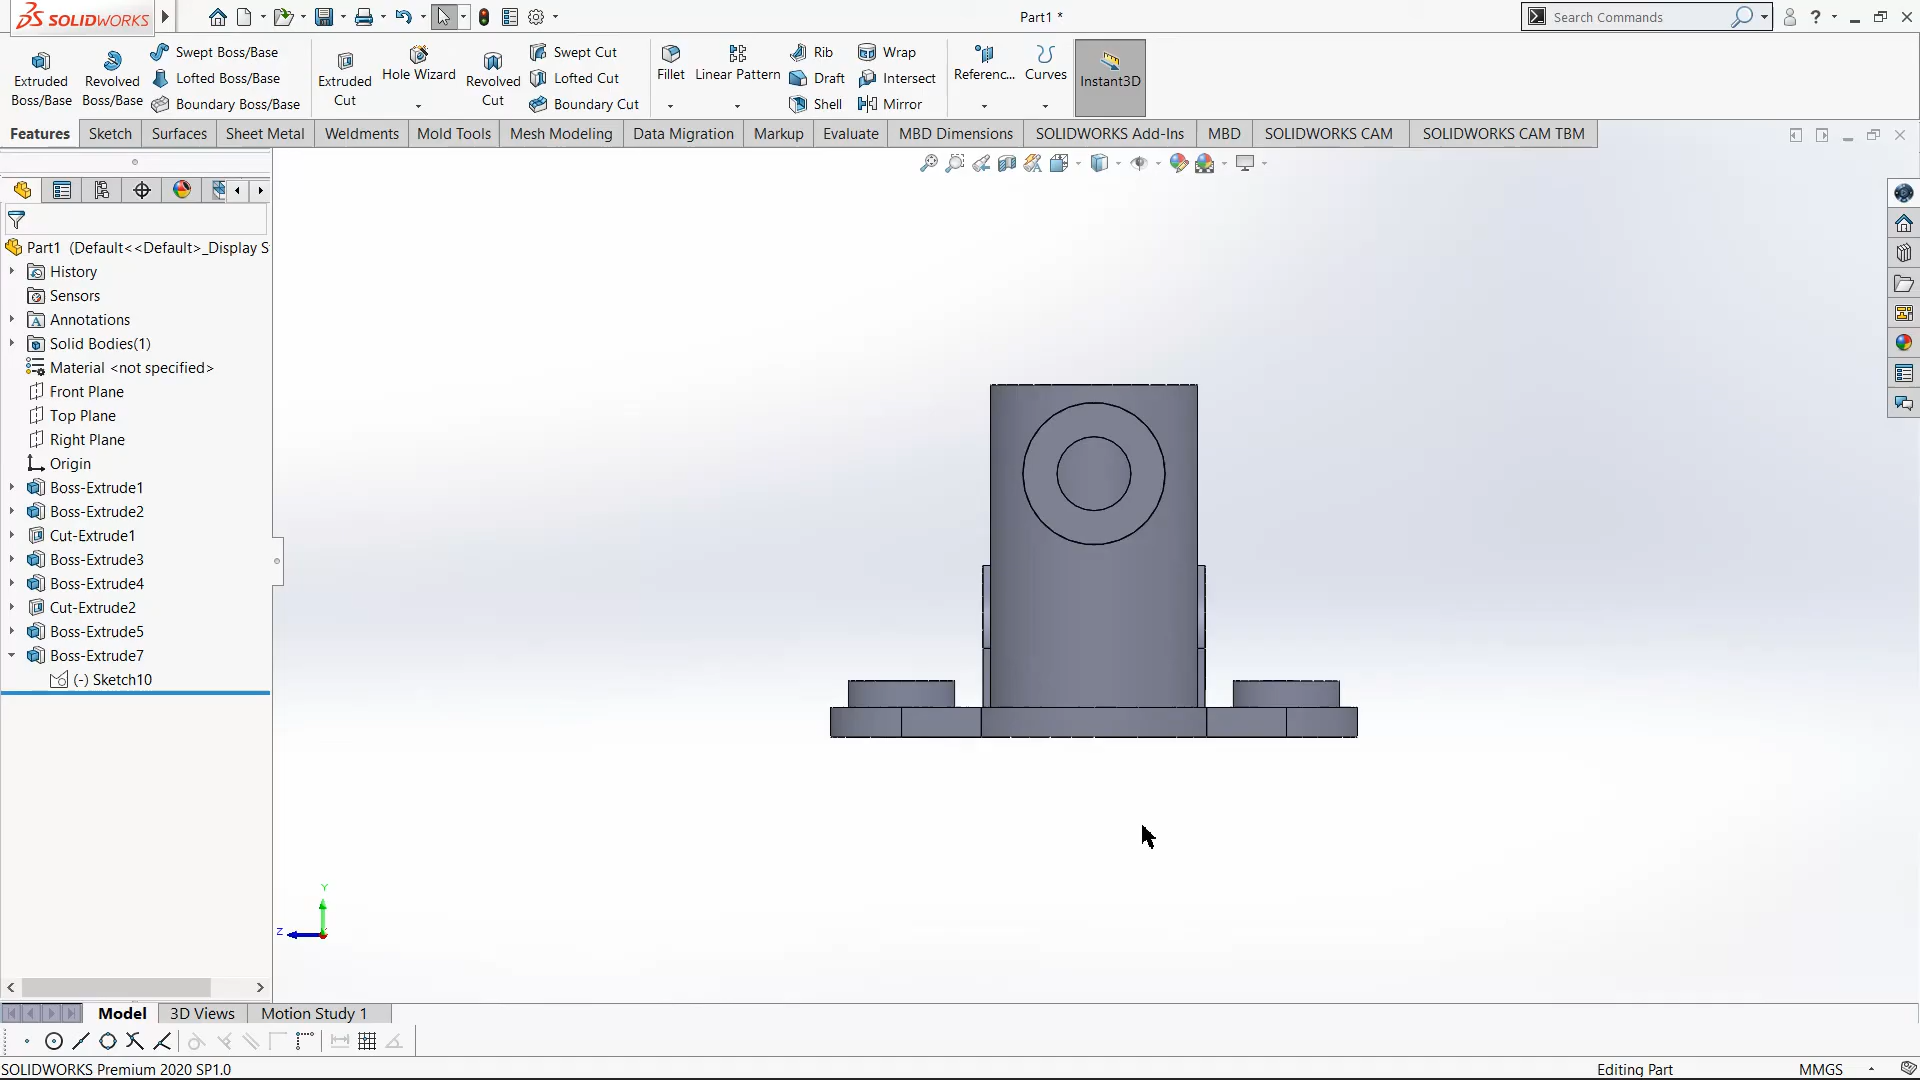 SOLIDWORKS
Part1 *
Search Commands
Extruded Boss/Base
Revolved Boss/Base
Swept Boss/Base
Lofted Boss/Base
Boundary Boss/Base
Extruded Cut
Hole Wizard
Revolved Cut
Swept Cut
Lofted Cut
Boundary Cut
Fillet
Linear Pattern
Rib
Draft
Shell
Wrap
Intersect
Mirror
Referenc...
Curves
Instant3D
Features
Sketch
Surfaces
Sheet Metal
Weldments
Mold Tools
Mesh Modeling
Data Migration
Markup
Evaluate
MBD Dimensions
SOLIDWORKS Add-Ins
MBD
SOLIDWORKS CAM
SOLIDWORKS CAM TBM
Part1 (Default<<Default>_Display S
History
Sensors
Annotations
Solid Bodies(1)
Material <not specified>
Front Plane
Top Plane
Right Plane
Origin
Boss-Extrude1
Boss-Extrude2
Cut-Extrude1
Boss-Extrude3
Boss-Extrude4
Cut-Extrude2
Boss-Extrude5
Boss-Extrude7
(-) Sketch10
Y
Z
Model
3D Views
Motion Study 1
SOLIDWORKS Premium 2020 SP1.0
Editing Part
MMGS